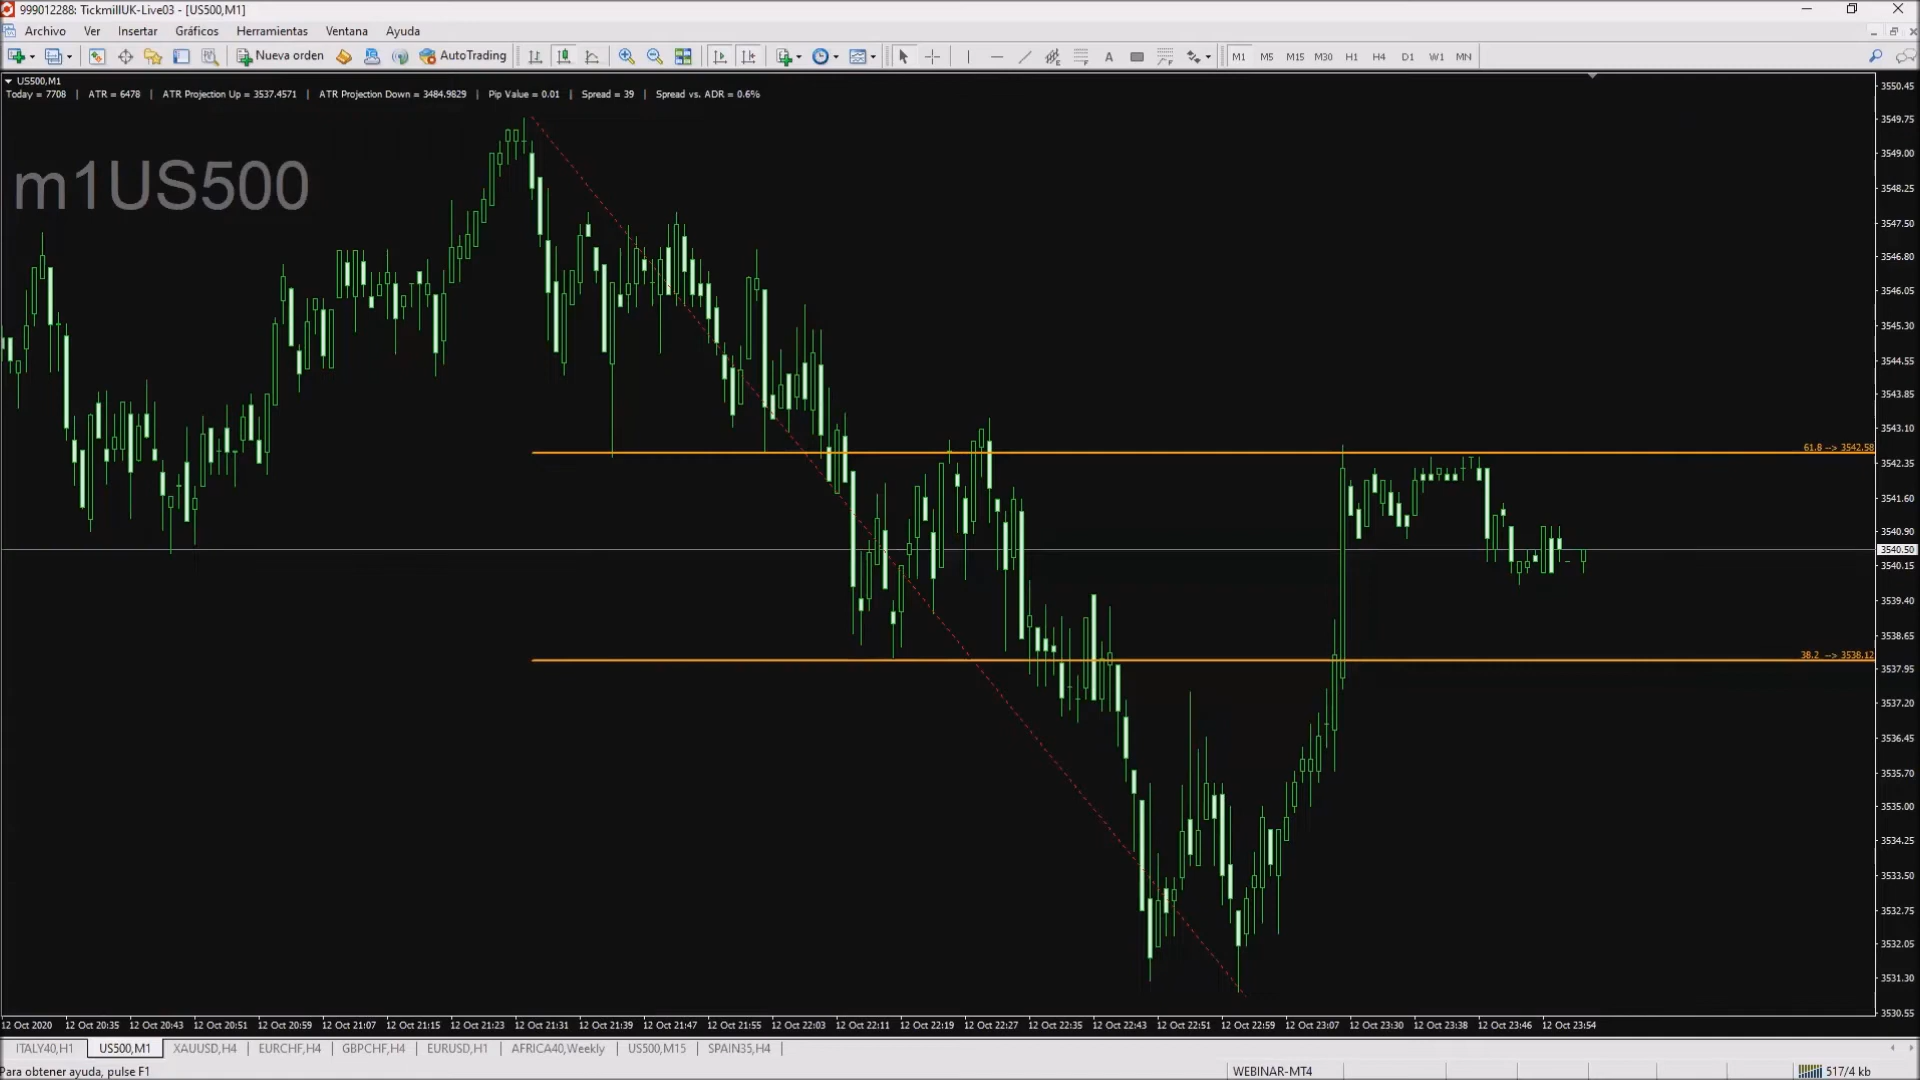 999012288: TickmillUK-Live03 - [US500,M1]
Archivo Ver Insertar Gráficos Herramientas Ventana Ayuda
Nueva orden AutoTrading A M1 M5 M15 M30 H1 H4 D1 W1 MN
US500,M1
Today = 7708 | ATR = 6478 | ATR Projection Up = 3537.4571 | ATR Projection Down = 3484.9829 | Pip Value = 0.01 | Spread = 39 | Spread vs. ADR = 0.6%
m1US500
3550.45
3549.75
3549.00
3548.25
3547.50
3546.80
3546.05
3545.30
3544.55
3543.85
3543.10
61.8 --> 3542.58
3542.35
3541.60
3540.90
3540.50
3540.15
3539.40
3538.65
38.2 --> 3538.12
3537.95
3537.20
3536.45
3535.70
3535.00
3534.25
3533.50
3532.75
3532.05
3531.30
3530.55
12 Oct 2020 12 Oct 20:35 12 Oct 20:43 12 Oct 20:51 12 Oct 20:59 12 Oct 21:07 12 Oct 21:15 12 Oct 21:23 12 Oct 21:31 12 Oct 21:39 12 Oct 21:47 12 Oct 21:55 12 Oct 22:03 12 Oct 22:11 12 Oct 22:19 12 Oct 22:27 12 Oct 22:35 12 Oct 22:43 12 Oct 22:51 12 Oct 22:59 12 Oct 23:07 12 Oct 23:30 12 Oct 23:38 12 Oct 23:46 12 Oct 23:54
ITALY40,H1 US500,M1 XAUUSD,H4 EURCHF,H4 GBPCHF,H4 EURUSD,H1 AFRICA40,Weekly US500,M15 SPAIN35,H4
Para obtener ayuda, pulse F1 WEBINAR-MT4 517/4 kb